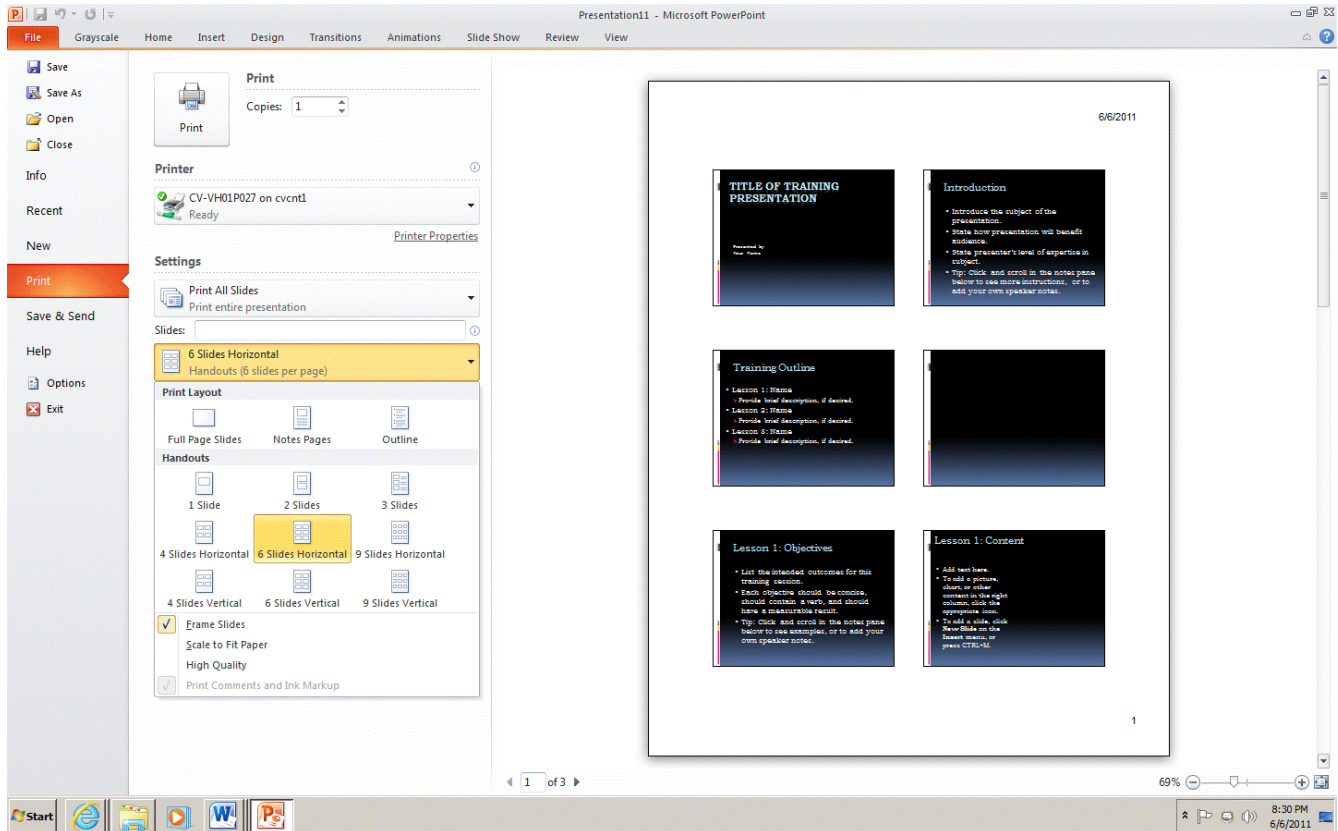 Presentation11 - Microsoft PowerPoint
File Grayscale Home Insert Design Transitions Animations Slide Show Review View
Save
Save As
Open
Close
Info
Recent
New
Print
Save & Send
Help
Options
Exit
Print
Print
Copies: 1
Printer
CV-VH01P027 on cvcnt1
Ready
Printer Properties
Settings
Print All Slides
Print entire presentation
Slides:
6 Slides Horizontal
Handouts (6 slides per page)
Print Layout
Full Page Slides Notes Pages Outline
Handouts
1 Slide 2 Slides 3 Slides
4 Slides Horizontal 6 Slides Horizontal 9 Slides Horizontal
4 Slides Vertical 6 Slides Vertical 9 Slides Vertical
Frame Slides
Scale to Fit Paper
High Quality
Print Comments and Ink Markup
6/6/2011
TITLE OF TRAINING
PRESENTATION
Presented by
Your Name
Introduction
• Introduce the subject of the
presentation.
• State how presentation will benefit
audience.
• State presenter's level of expertise in
subject.
• Tip: Click and scroll in the notes pane
below to see more instructions, or to
add your own speaker notes.
Training Outline
• Lesson 1: Name
> Provide brief description, if desired.
• Lesson 2: Name
> Provide brief description, if desired.
• Lesson 3: Name
> Provide brief description, if desired.
Lesson 1: Objectives
• List the intended outcomes for this
training session.
• Each objective should be concise,
should contain a verb, and should
have a measurable result.
• Tip: Click and scroll in the notes pane
below to see examples, or to add your
own speaker notes.
Lesson 1: Content
• Add text here.
• To add a picture,
chart, or other
content in the right
column, click the
appropriate icon.
• To add a slide, click
New Slide on the
Insert menu, or
press CTRL+M.
1
1 of 3
69%
Start
8:30 PM
6/6/2011